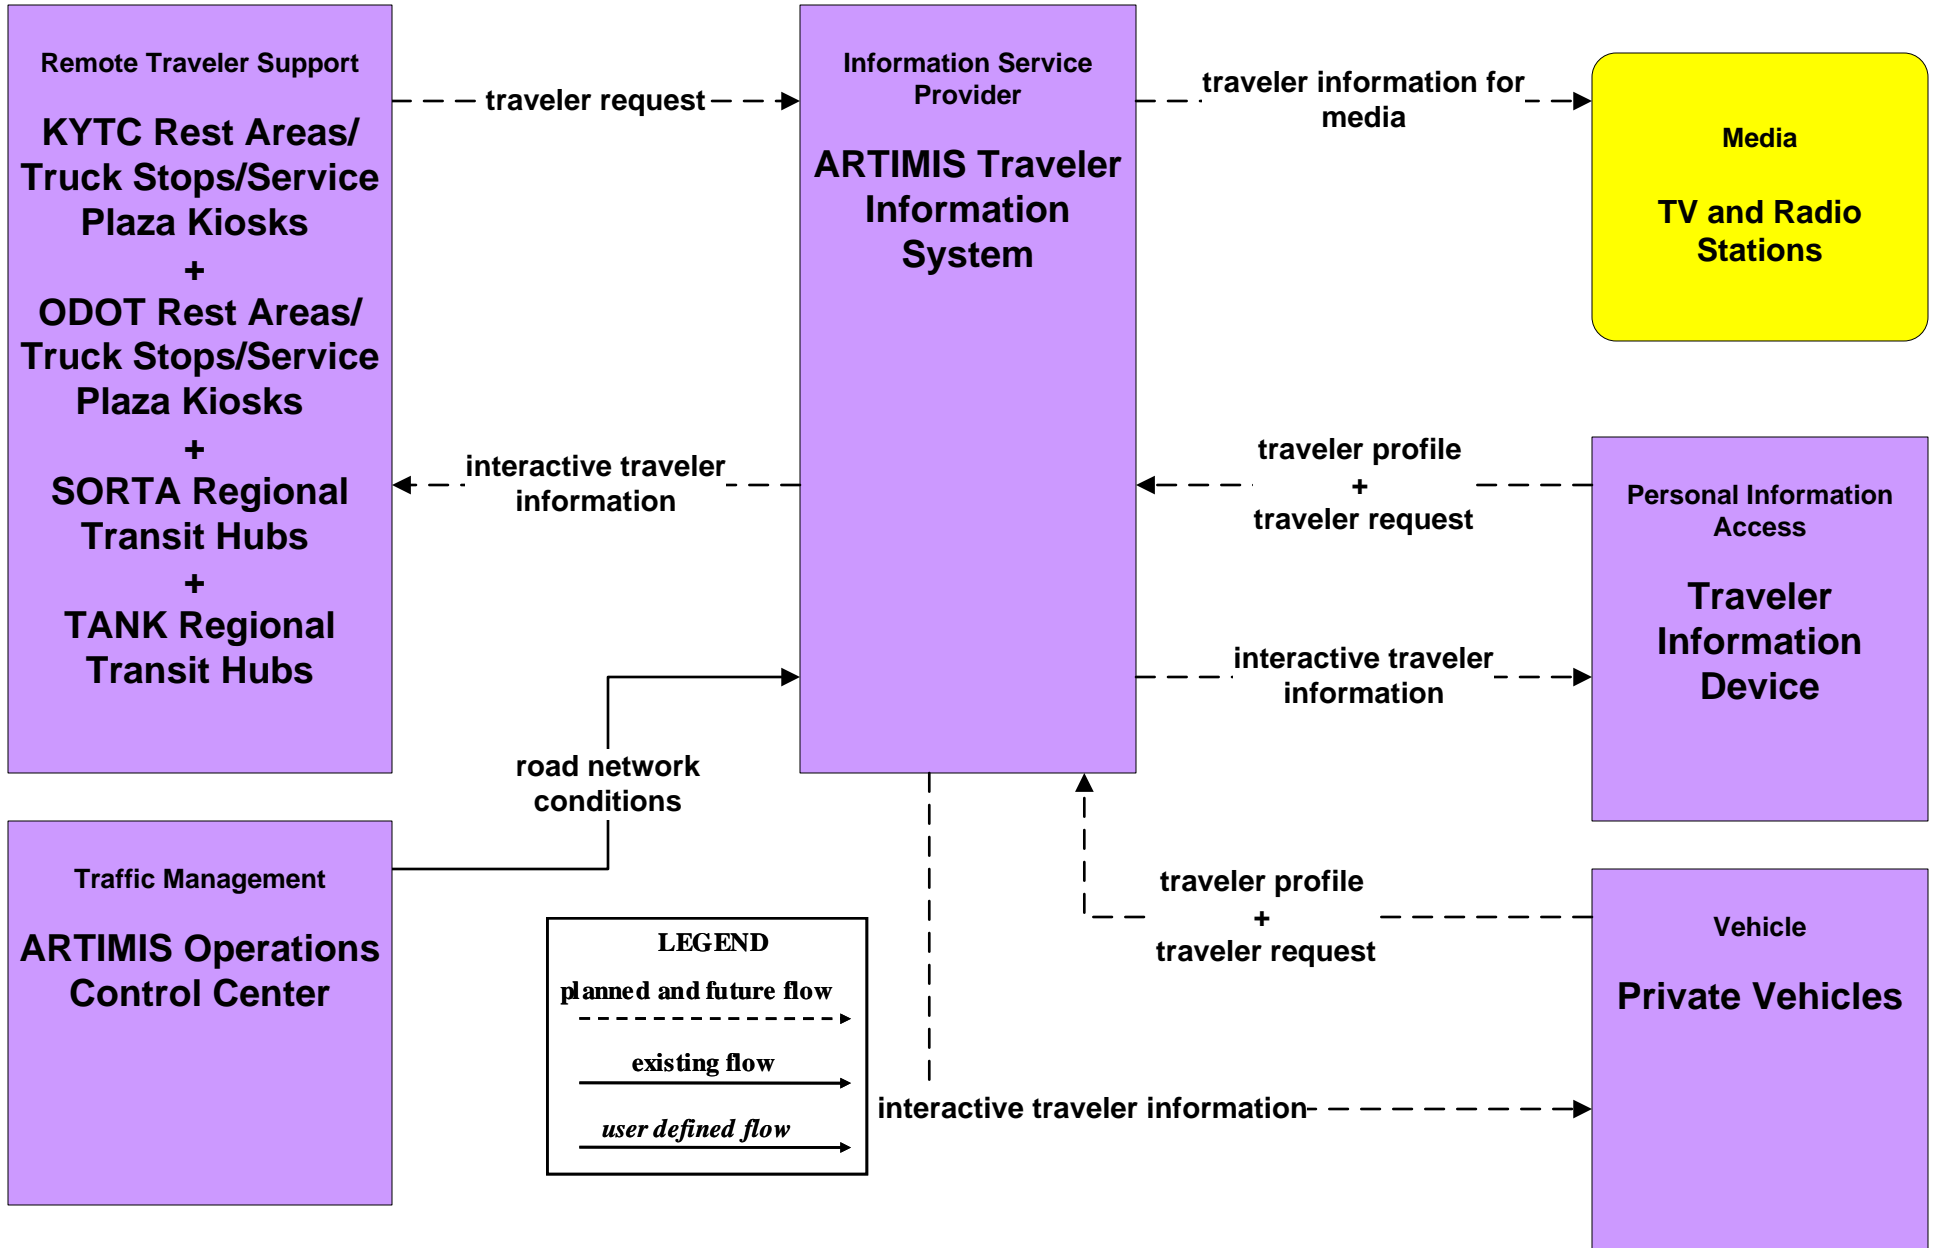 Remote Traveler Support
KYTC Rest Areas/
Truck Stops/Service
Plaza Kiosks
+
ODOT Rest Areas/
Truck Stops/Service
Plaza Kiosks
+
SORTA Regional
Transit Hubs
+
TANK Regional
Transit Hubs
traveler request
interactive traveler
information
Information Service
Provider
ARTIMIS Traveler
Information
System
traveler information for
media
Media
TV and Radio
Stations
traveler profile
+
traveler request
interactive traveler
information
Personal Information
Access
Traveler
Information
Device
road network
conditions
Traffic Management
ARTIMIS Operations
Control Center
LEGEND
planned and future flow
existing flow
user defined flow
traveler profile
+
traveler request
interactive traveler information
Vehicle
Private Vehicles